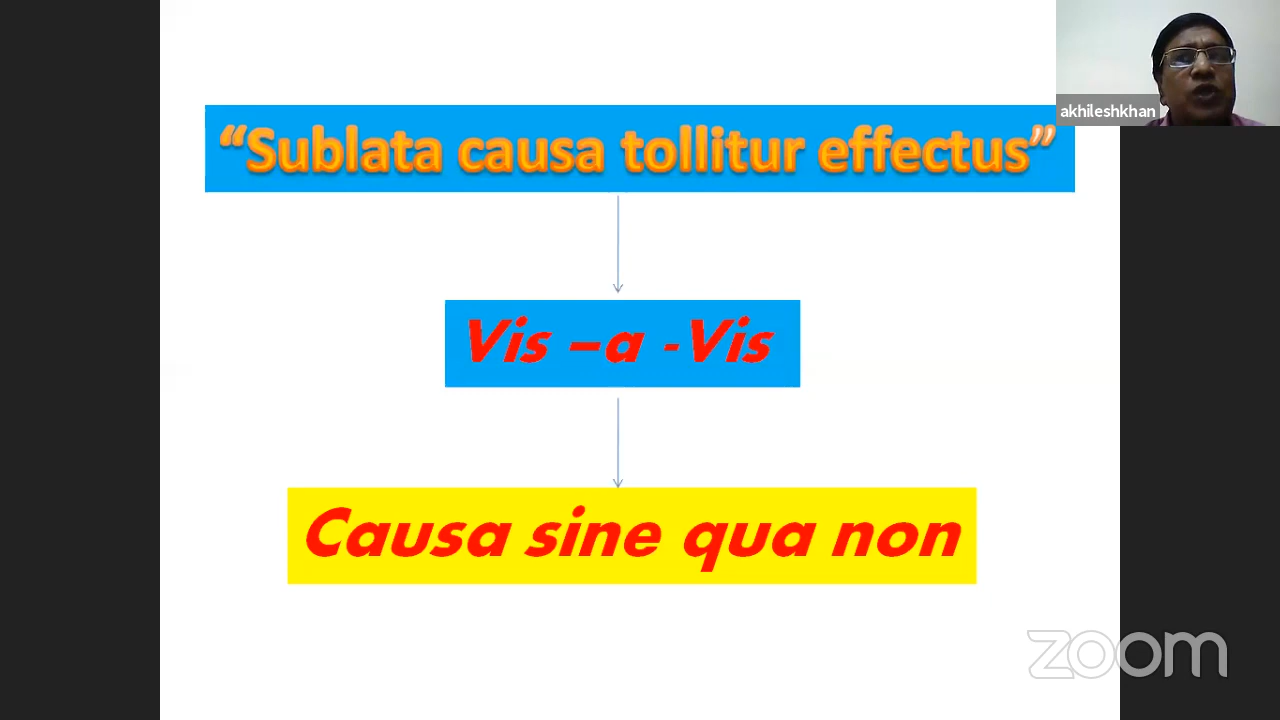 akhileshkhan
“Sublata causa tollitur effectus”
Vis –a -Vis
Causa sine qua non
zoom